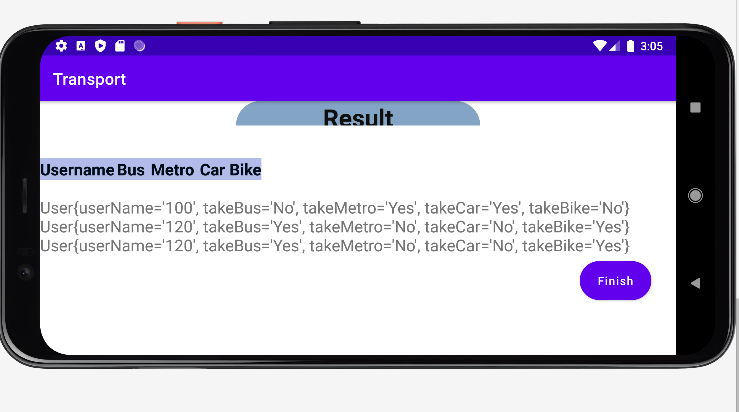 3:05
Transport
Result
Username Bus Metro Car Bike
User{userName='100', takeBus='No', takeMetro='Yes', takeCar='Yes', takeBike='No'}
User{userName='120', takeBus='Yes', takeMetro='No', takeCar='No', takeBike='Yes'}
User{userName='120', takeBus='Yes', takeMetro='No', takeCar='No', takeBike='Yes'}
Finish